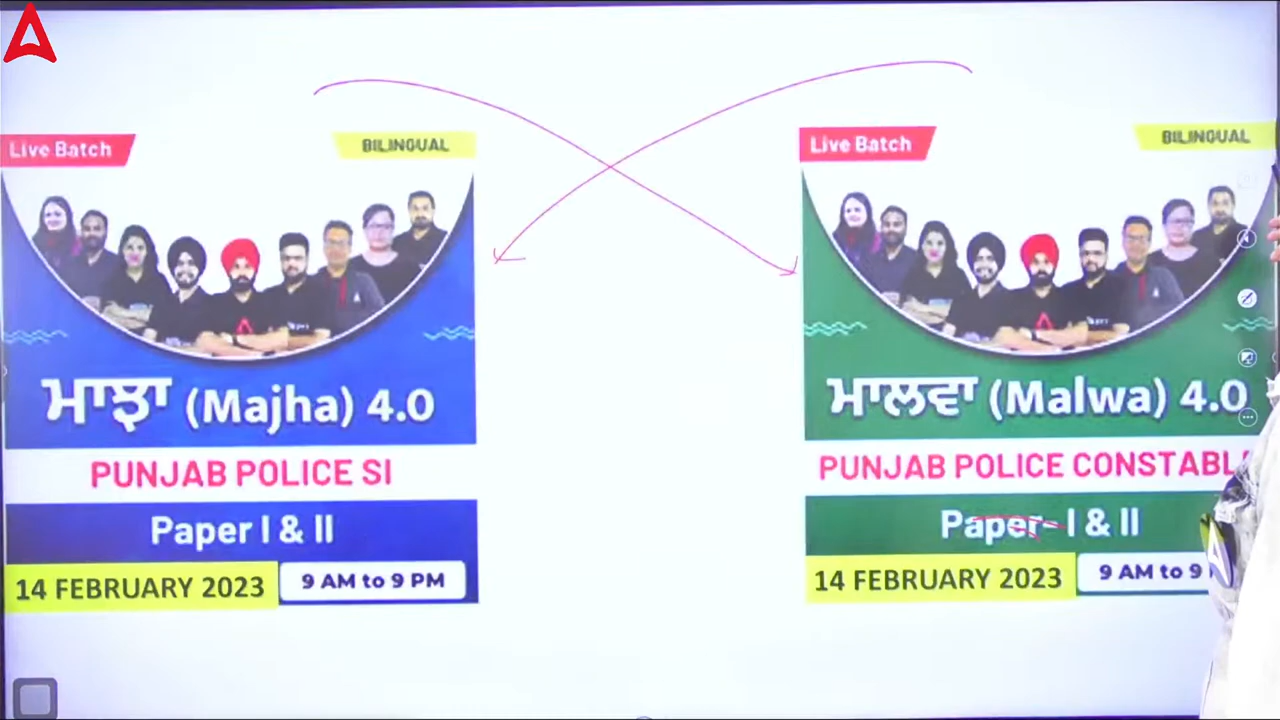 Live Batch
BILINGUAL
ਮਾਝਾ (Majha) 4.0
PUNJAB POLICE SI
Paper I & II
14 FEBRUARY 2023
9 AM to 9 PM
Live Batch
BILINGUAL
ਮਾਲਵਾ (Malwa) 4.0
PUNJAB POLICE
Paper- I & II
14 FEBRUARY 2023
9 AM to 9